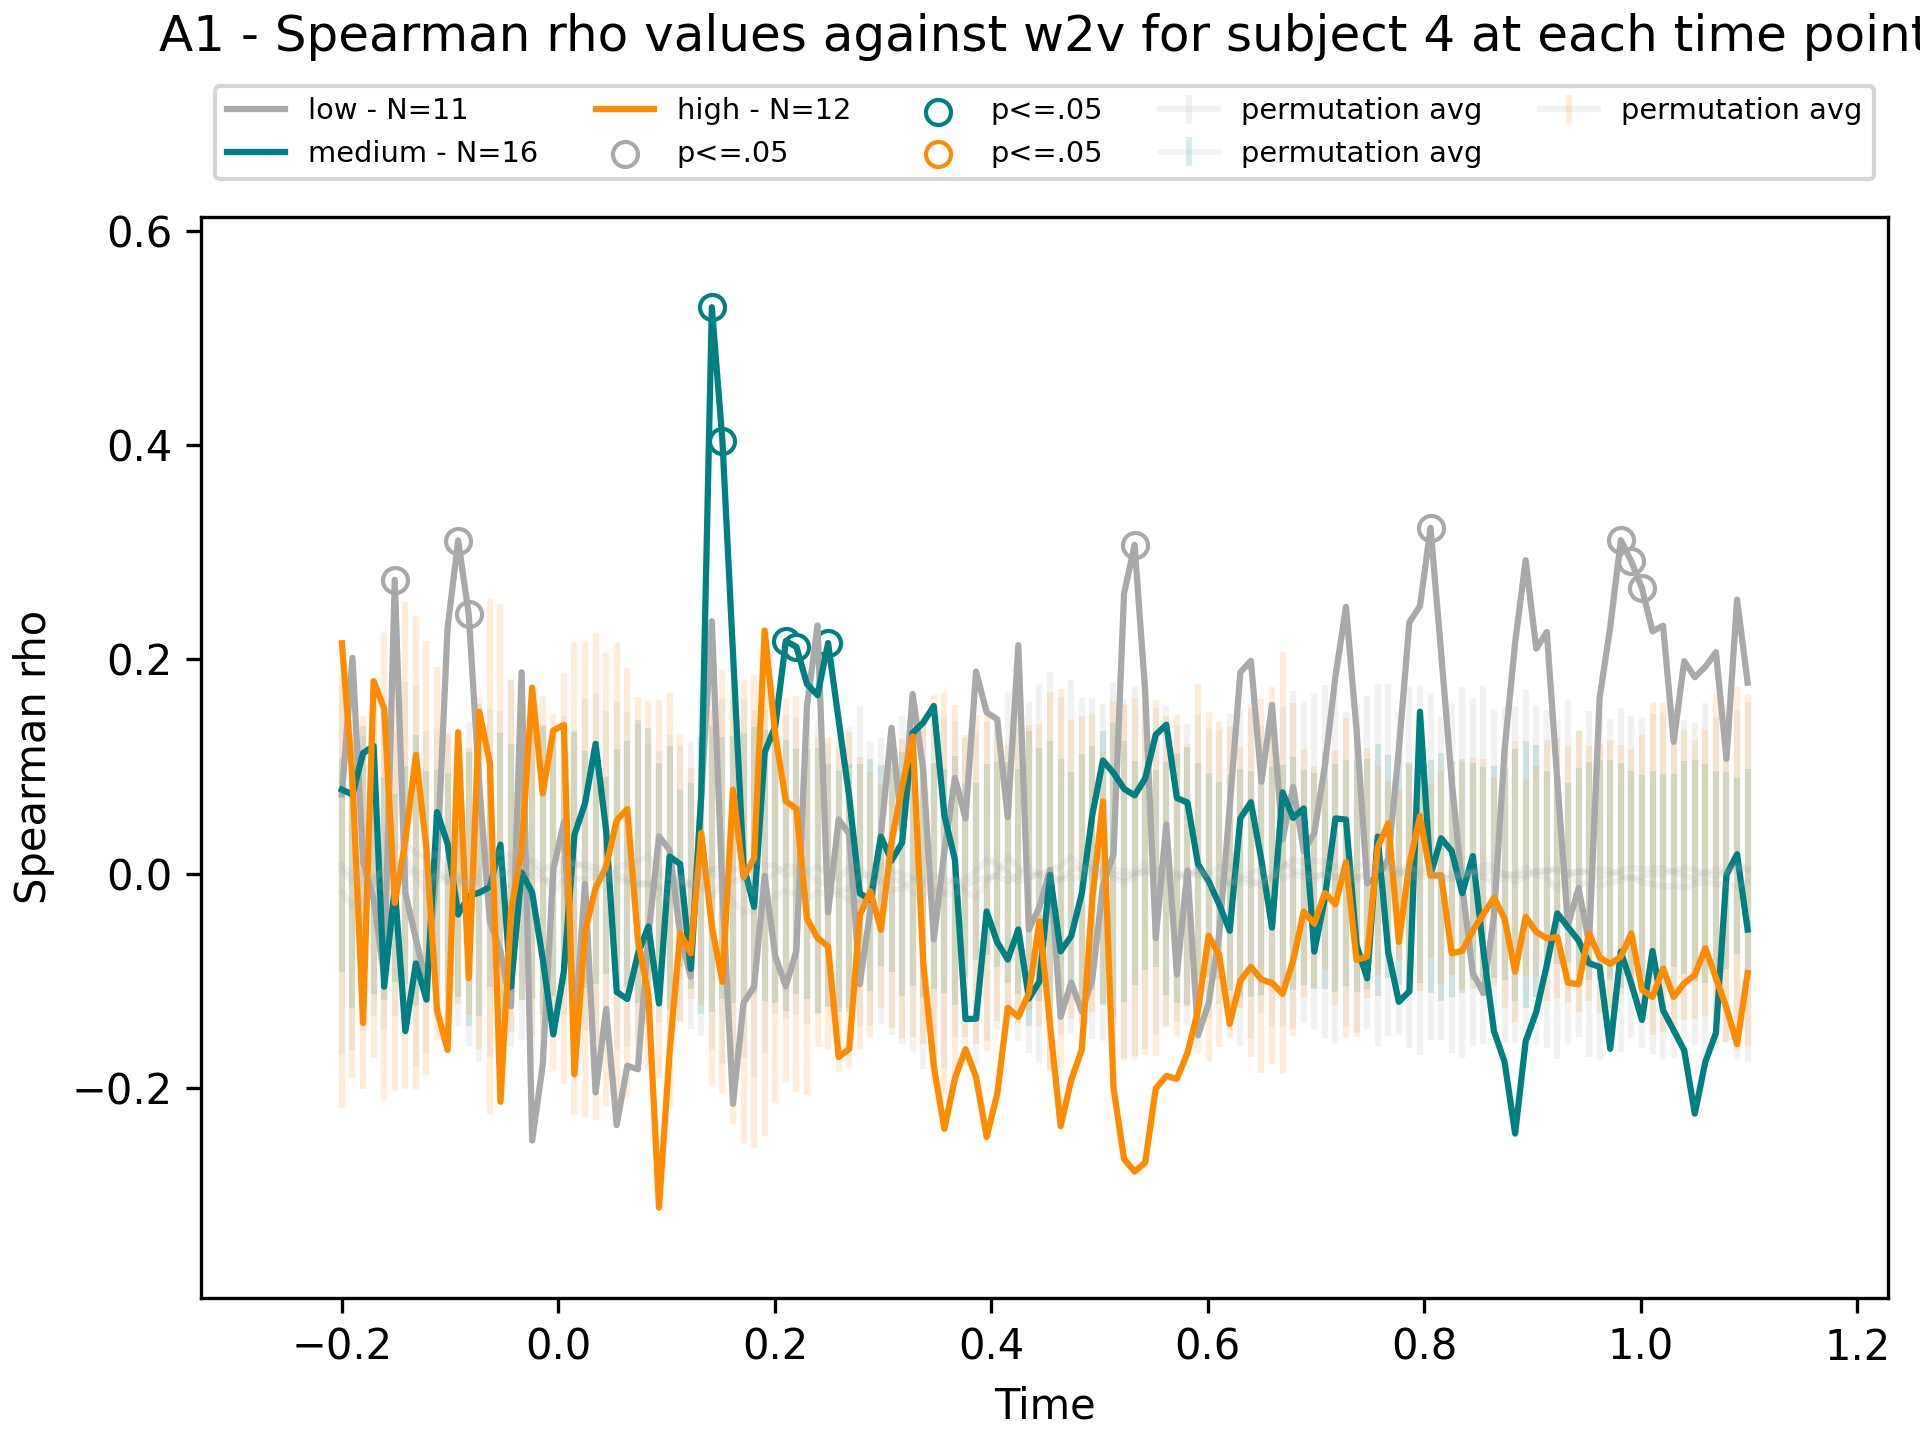 A1 - Spearman rho values against w2v for subject 4 at each time point
low - N=11
medium - N=16
high - N=12
p<=.05
p<=.05
p<=.05
permutation avg
permutation avg
permutation avg
0.6
0.4
0.2
0.0
−0.2
Spearman rho
−0.2 0.0 0.2 0.4 0.6 0.8 1.0 1.2
Time